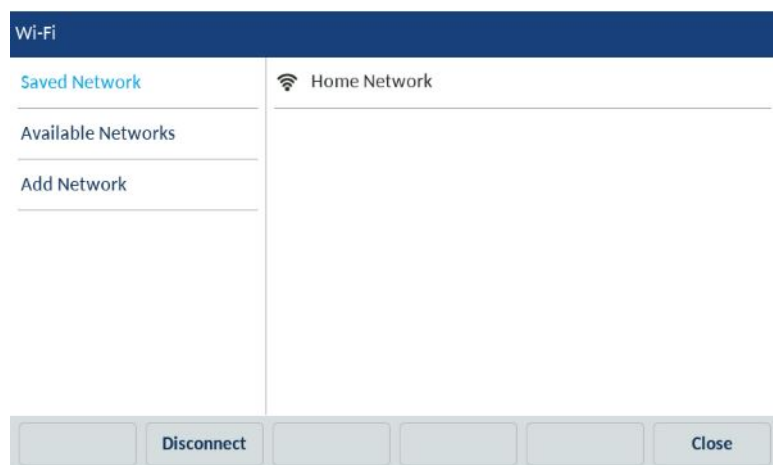 Wi-Fi
Saved Network
Home Network
Available Networks
Add Network
Disconnect
Close